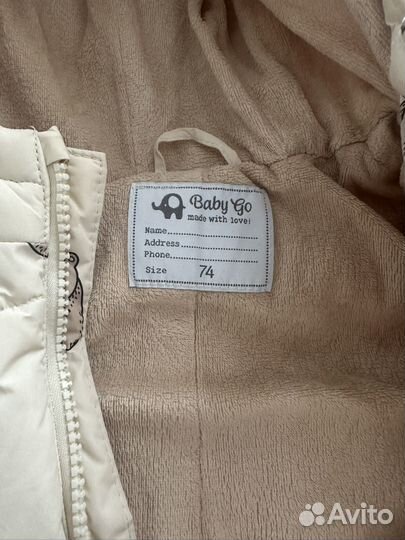 Baby Go
made with love!
Name
Address
Phone
Size 74
Avito